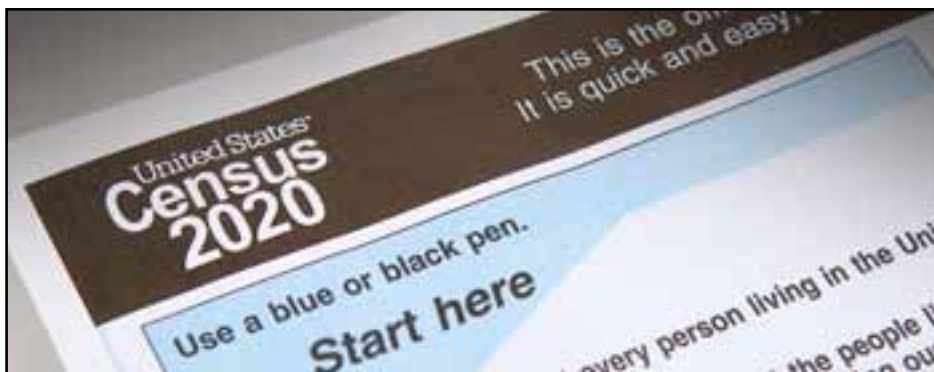 United States®
Census
2020
This is the
It is quick and easy,
Use a blue or black pen.
Start here
every person living in the
the people